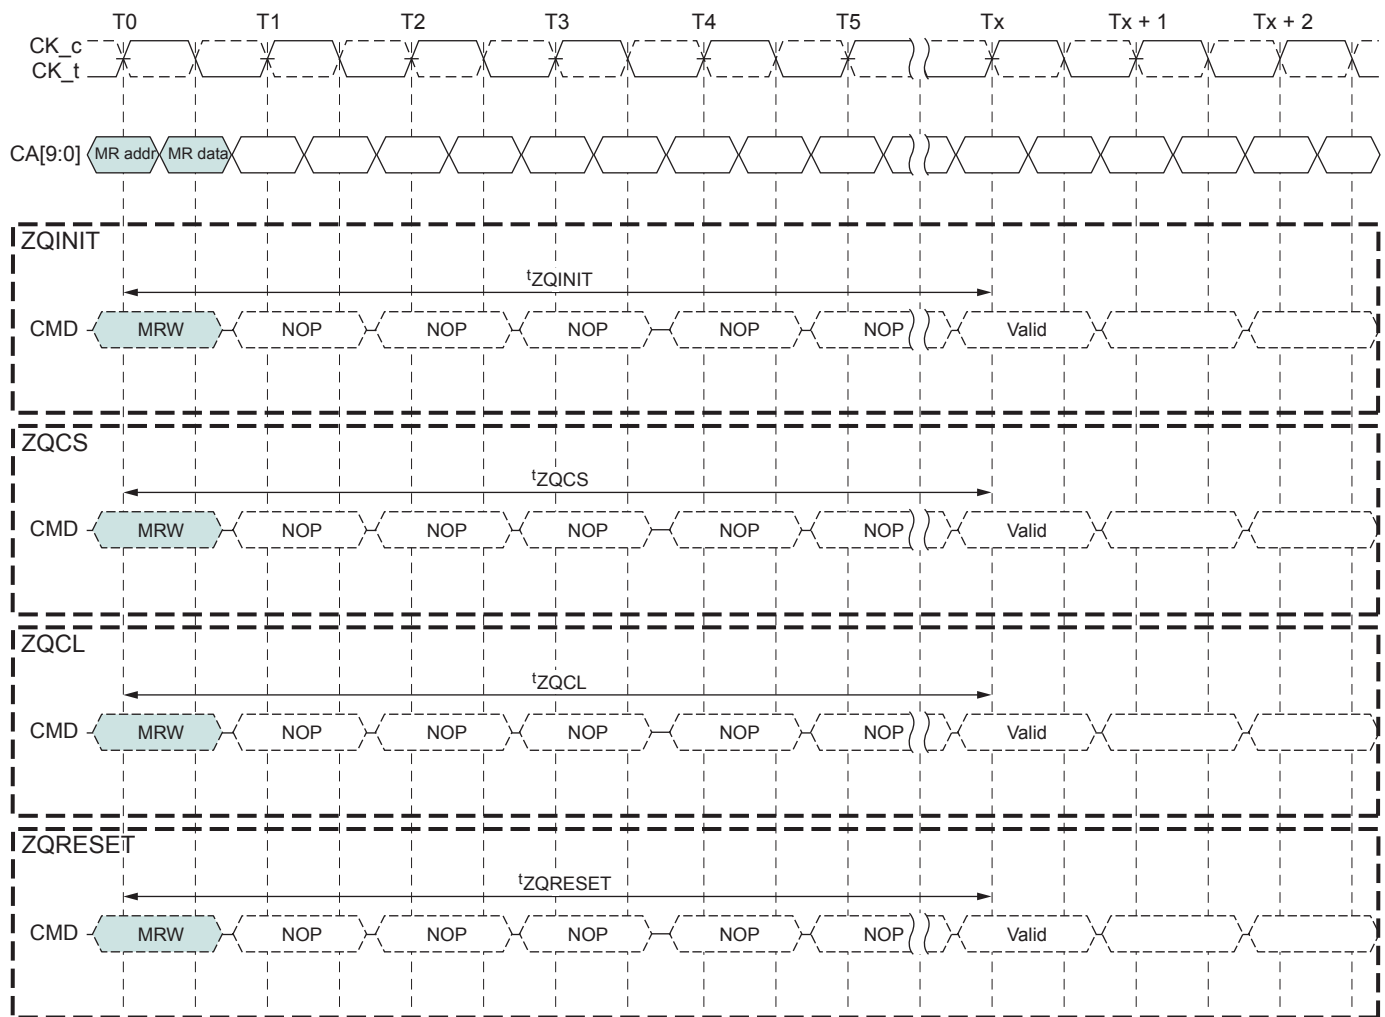 T0 T1 T2 T3 T4 T5 Tx Tx + 1 Tx + 2
CK_c
CK_t
CA[9:0] MR addr MR data
ZQINIT
tZQINIT
CMD MRW NOP NOP NOP NOP NOP Valid
ZQCS
tZQCS
CMD MRW NOP NOP NOP NOP NOP Valid
ZQCL
tZQCL
CMD MRW NOP NOP NOP NOP NOP Valid
ZQRESET
tZQRESET
CMD MRW NOP NOP NOP NOP NOP Valid